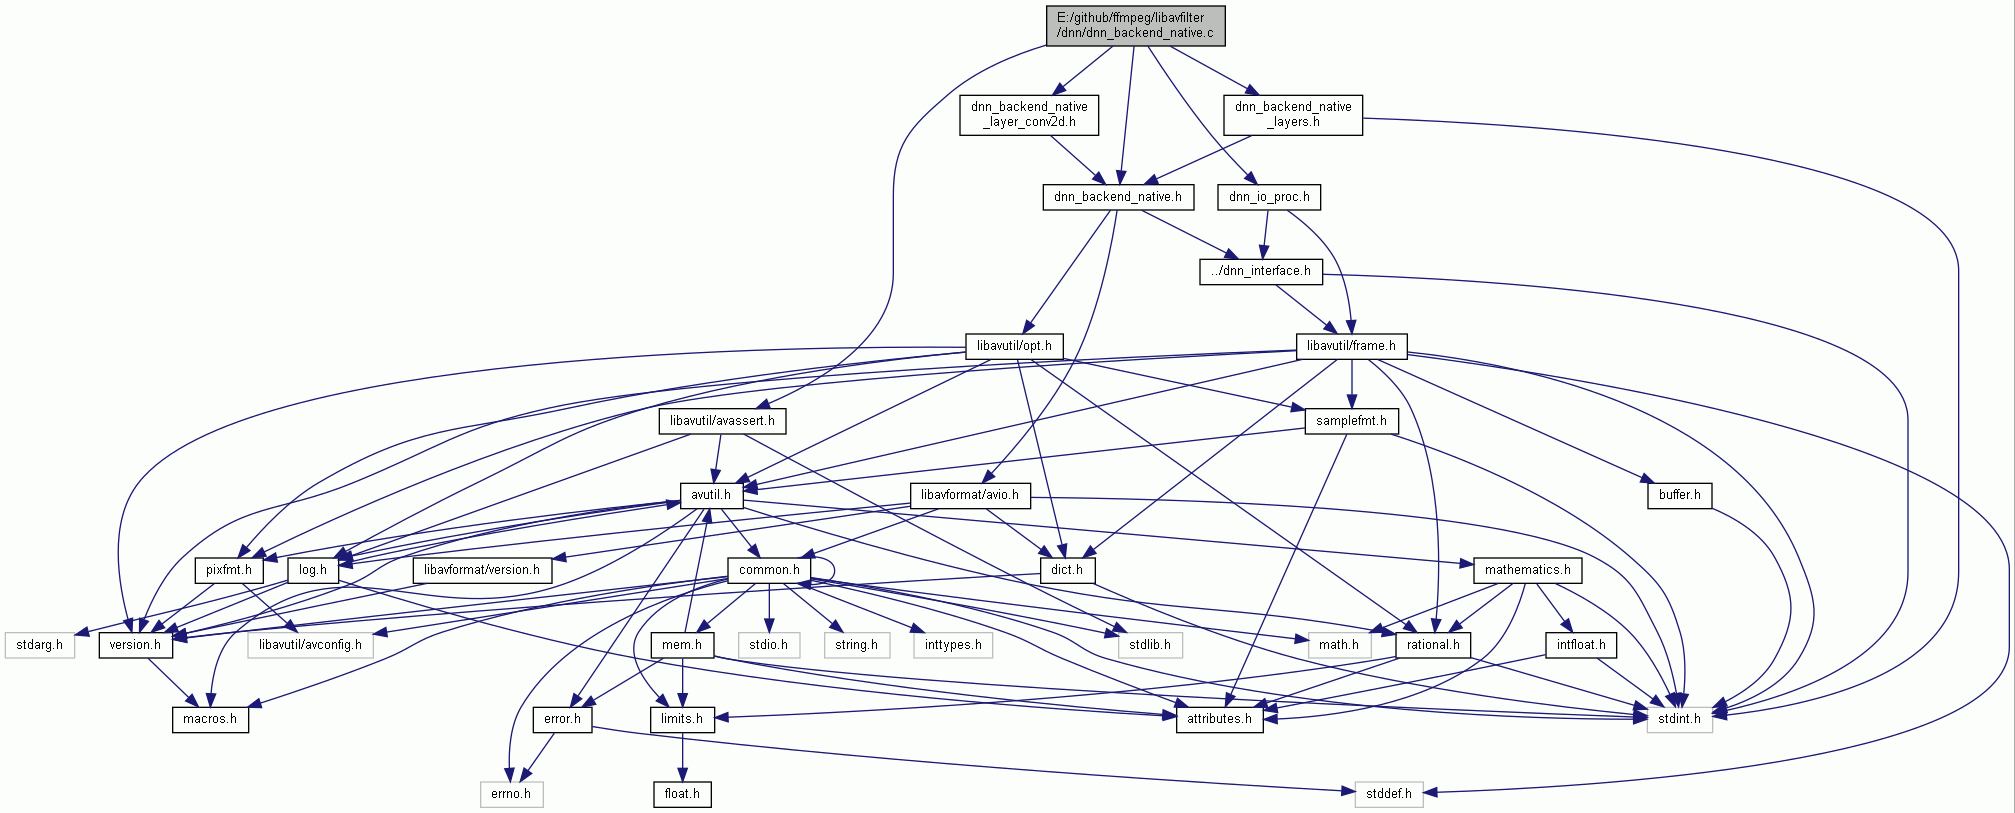 E:/github/ffmpeg/libavfilter
/dnn/dnn_backend_native.c
dnn_backend_native
_layer_conv2d.h
dnn_backend_native
_layers.h
dnn_backend_native.h
dnn_io_proc.h
../dnn_interface.h
libavutil/opt.h
libavutil/frame.h
libavutil/avassert.h
samplefmt.h
avutil.h
libavformat/avio.h
buffer.h
pixfmt.h
log.h
libavformat/version.h
common.h
dict.h
mathematics.h
stdarg.h
version.h
libavutil/avconfig.h
mem.h
stdio.h
string.h
inttypes.h
stdlib.h
math.h
rational.h
intfloat.h
macros.h
error.h
limits.h
attributes.h
stdint.h
errno.h
float.h
stddef.h